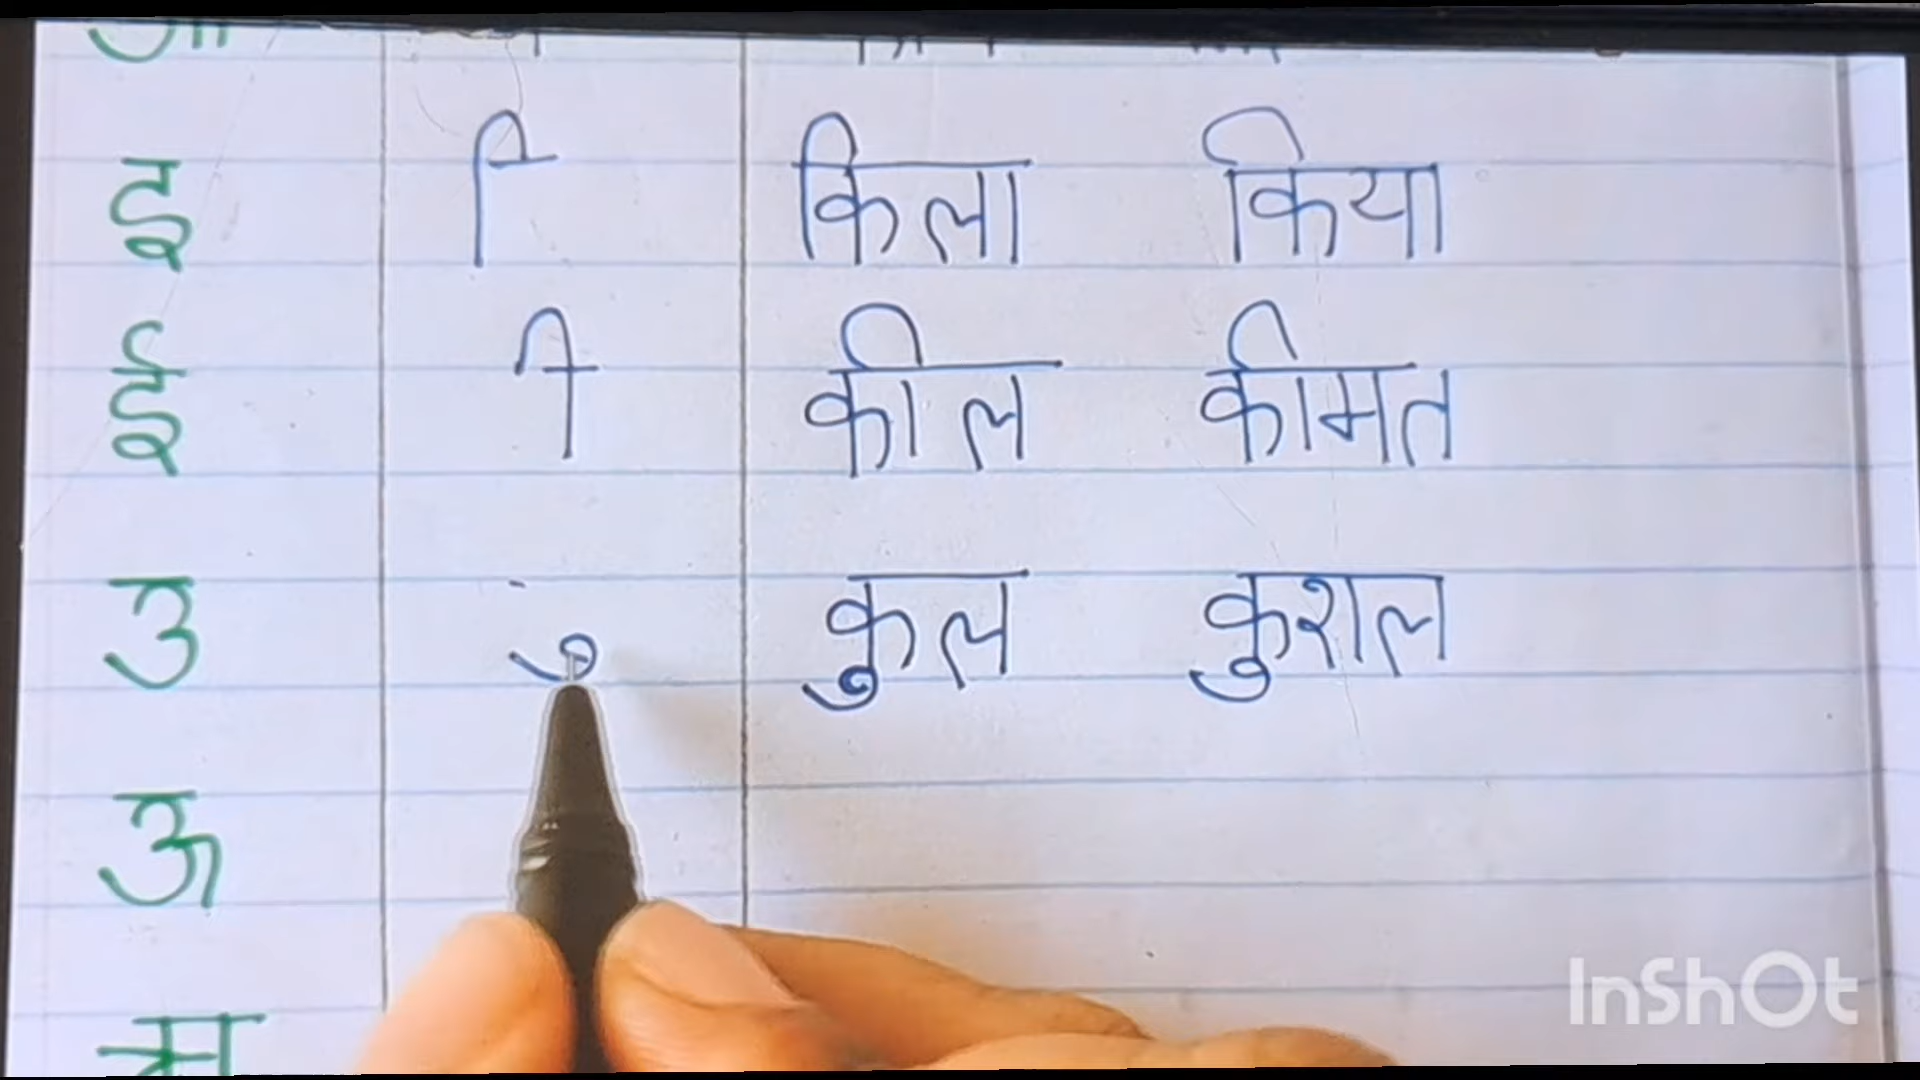 इ ि किला किया
ई ी कील कीमत
उ ु कुल कुशल
ऊ
InShOt